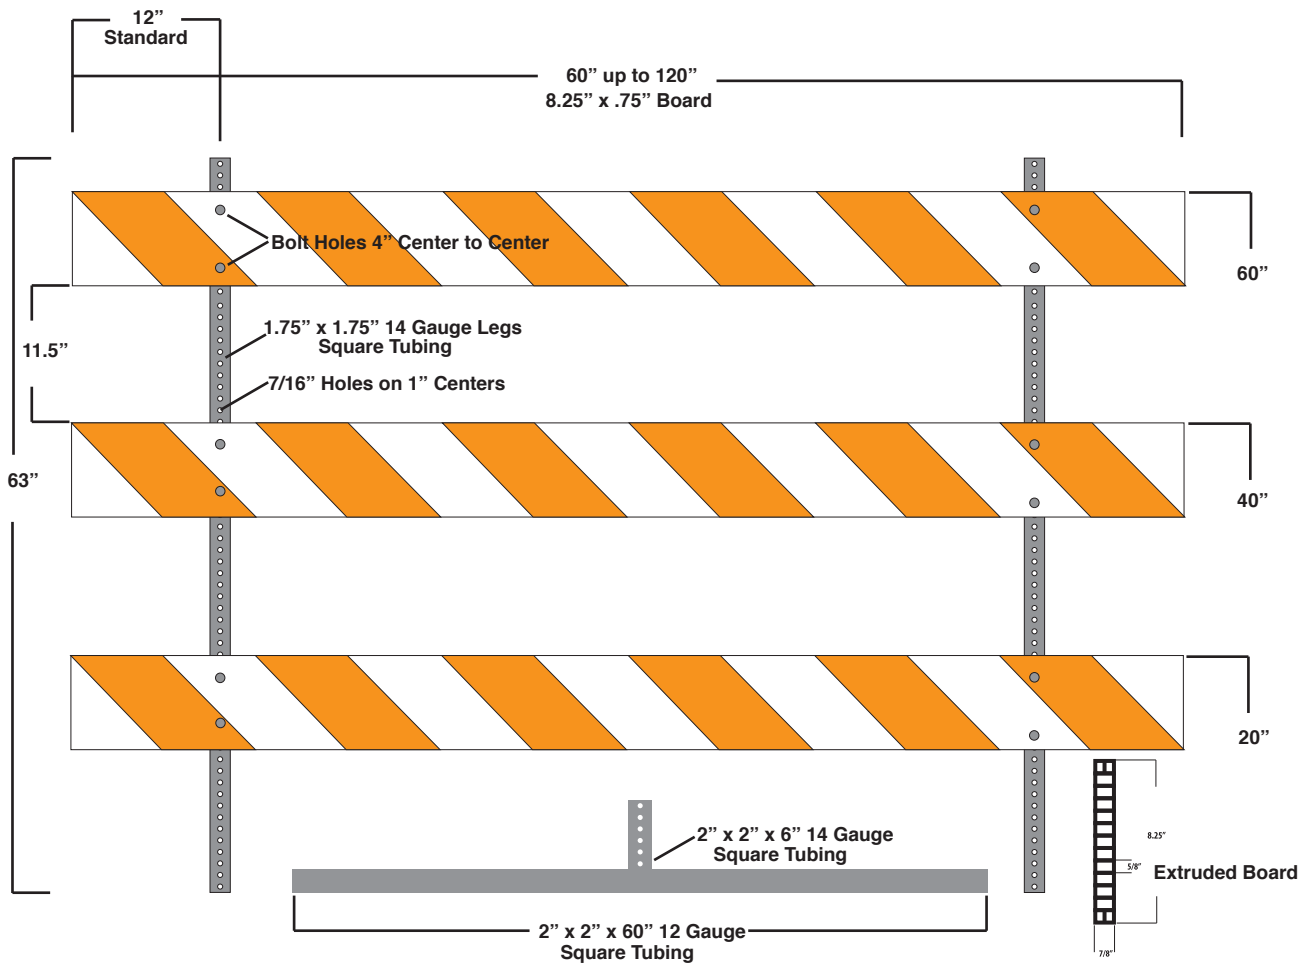 12”
Standard
60” up to 120”
8.25” x .75” Board
Bolt Holes 4” Center to Center
60”
11.5”
1.75” x 1.75” 14 Gauge Legs
Square Tubing
7/16” Holes on 1” Centers
63”
40”
20”
2” x 2” x 6” 14 Gauge
Square Tubing
8.25”
5/8”
Extruded Board
2” x 2” x 60” 12 Gauge
Square Tubing
7/8”